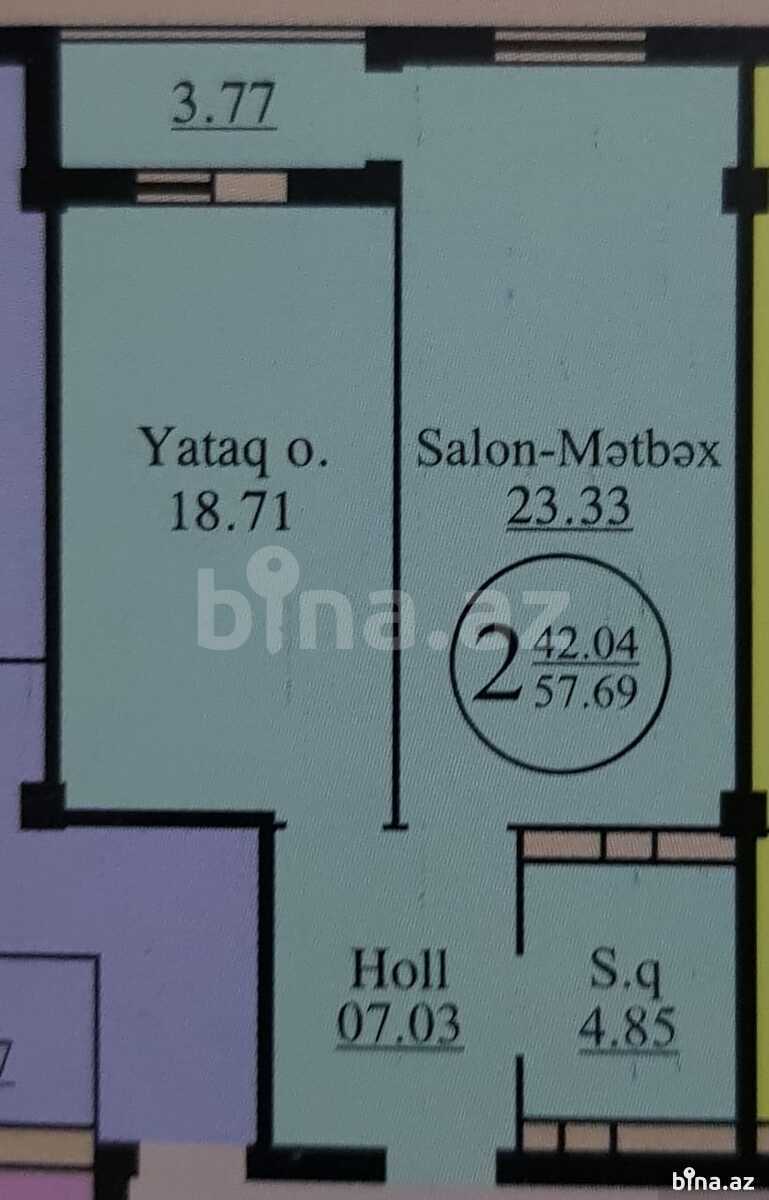 3.77
Yataq o.
18.71
Salon-Mətbəx
23.33
bina.az
2 42.04
57.69
Holl
07.03
S.q
4.85
7
bina.az